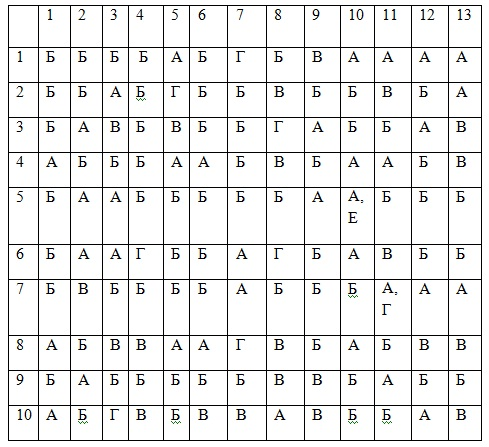 1 2 3 4 5 6 7 8 9 10 11 12 13
1 Б Б Б Б А Б Г Б В А А А А
2 Б Б А Б Г Б Б В Б Б В Б А
3 Б А В Б В Б Б Г А Б Б А В
4 А Б Б Б А А Б В Б А А Б В
5 Б А А Б Б Б Б Б А А, Б Б Б
Е
6 Б А А Г Б Б А Г Б А В Б Б
7 Б В Б Б Б Б А Б Б Б А, А А
Г
8 А Б В В А А Г В Б А Б В В
9 Б А Б Б Б Б Б В В Б А Б Б
10 А Б Г В Б В В А В Б Б А В